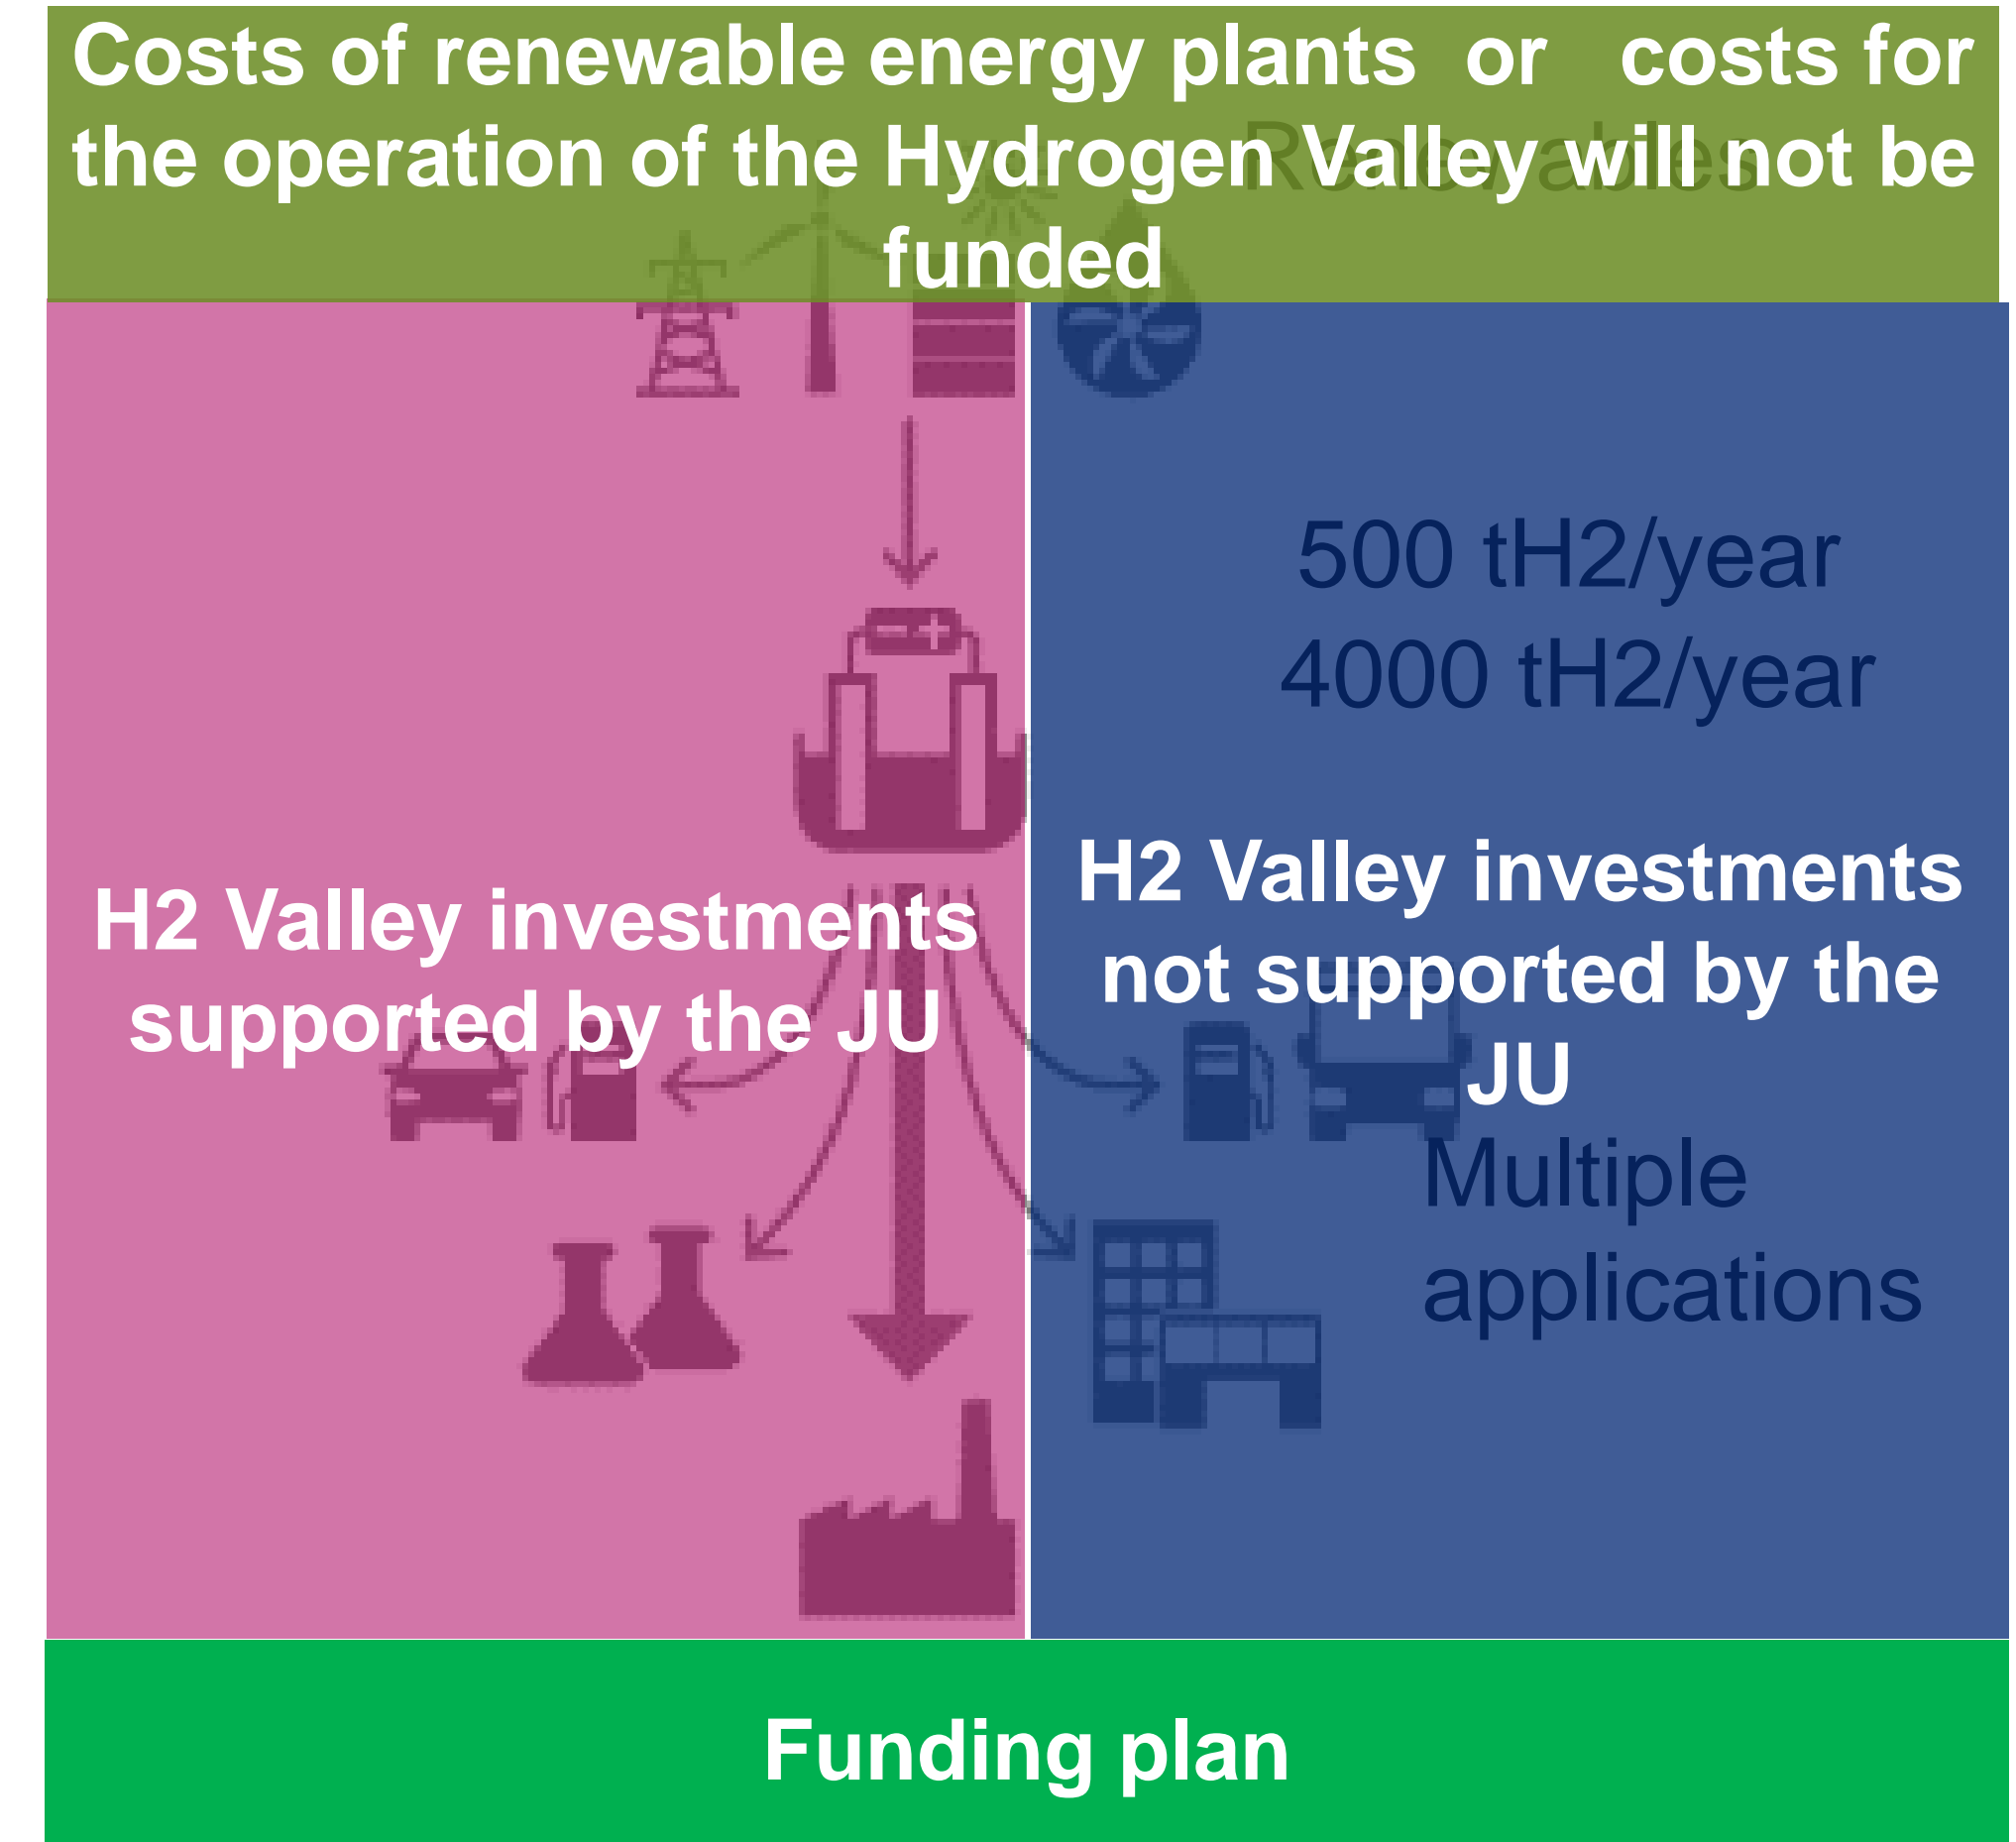 Costs of renewable energy plants or costs for
the operation of the Hydrogen Valley will not be
funded
Renewables
500 tH2/year
4000 tH2/year
H2 Valley investments
supported by the JU
H2 Valley investments
not supported by the
JU
Multiple
applications
Funding plan